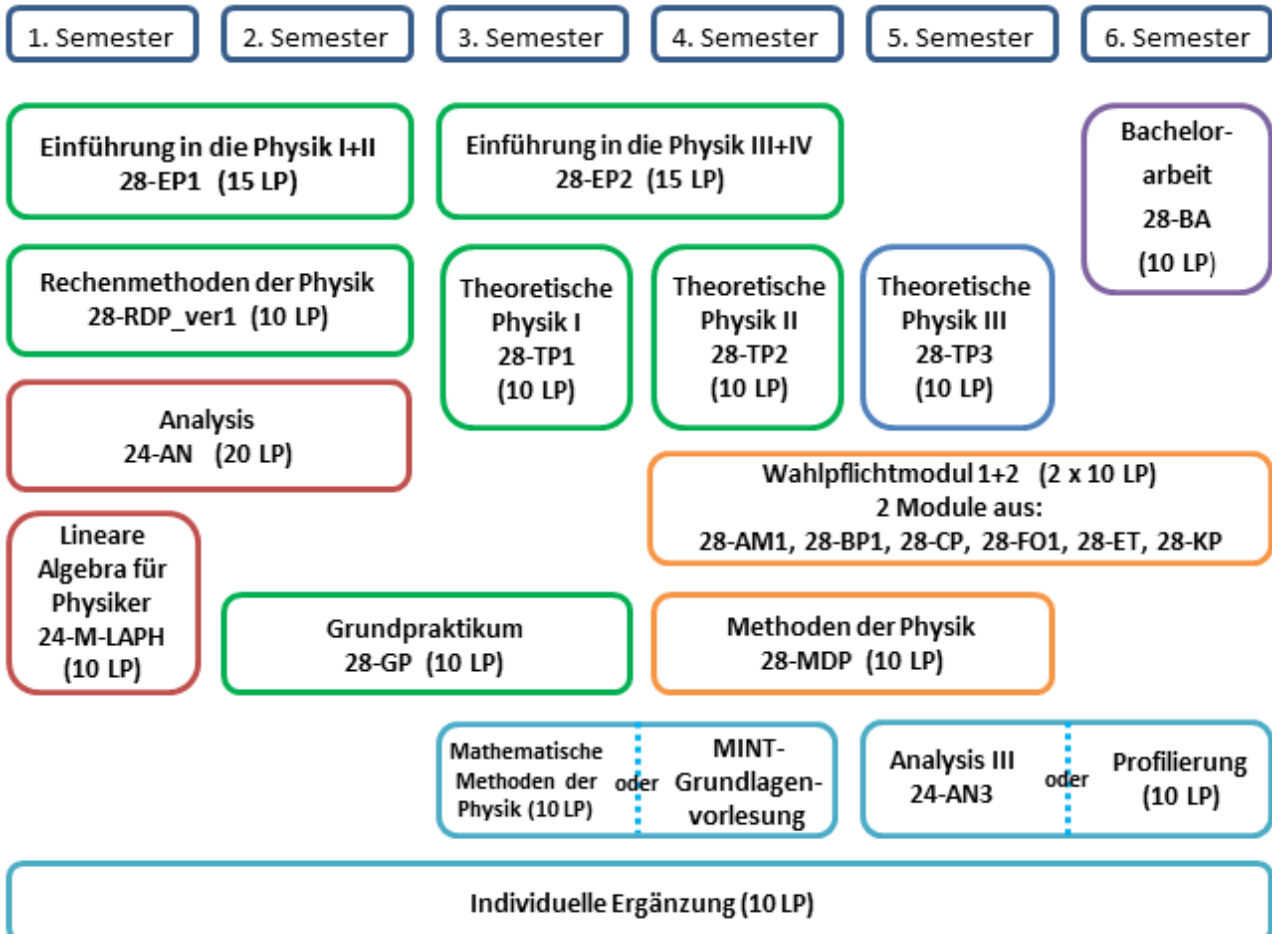 1. Semester
2. Semester
3. Semester
4. Semester
5. Semester
6. Semester
Einführung in die Physik I+II
28-EP1 (15 LP)
Einführung in die Physik III+IV
28-EP2 (15 LP)
Bachelor-
arbeit
28-BA
(10 LP)
Rechenmethoden der Physik
28-RDP_ver1 (10 LP)
Theoretische
Physik I
28-TP1
(10 LP)
Theoretische
Physik II
28-TP2
(10 LP)
Theoretische
Physik III
28-TP3
(10 LP)
Analysis
24-AN (20 LP)
Wahlpflichtmodul 1+2 (2 x 10 LP)
2 Module aus:
28-AM1, 28-BP1, 28-CP, 28-FO1, 28-ET, 28-KP
Lineare
Algebra für
Physiker
24-M-LAPH
(10 LP)
Grundpraktikum
28-GP (10 LP)
Methoden der Physik
28-MDP (10 LP)
Mathematische
Methoden der
Physik (10 LP)
oder
MINT-
Grundlagen-
vorlesung
Analysis III
24-AN3
oder
Profilierung
(10 LP)
Individuelle Ergänzung (10 LP)